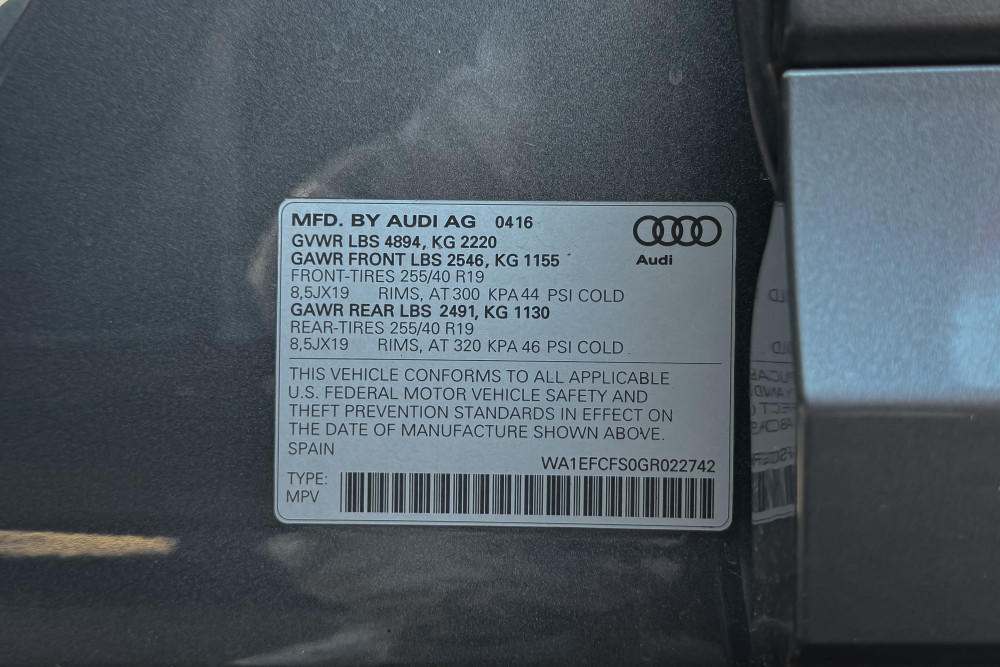 MFD. BY AUDI AG 0416
GVWR LBS 4894, KG 2220
GAWR FRONT LBS 2546, KG 1155
Audi
FRONT-TIRES 255/40 R19
8,5JX19 RIMS, AT 300 KPA 44 PSI COLD
GAWR REAR LBS 2491, KG 1130
REAR-TIRES 255/40 R19
8,5JX19 RIMS, AT 320 KPA 46 PSI COLD
THIS VEHICLE CONFORMS TO ALL APPLICABLE
U.S. FEDERAL MOTOR VEHICLE SAFETY AND
THEFT PREVENTION STANDARDS IN EFFECT ON
THE DATE OF MANUFACTURE SHOWN ABOVE.
SPAIN
WA1EFCFS0GR022742
TYPE:
MPV